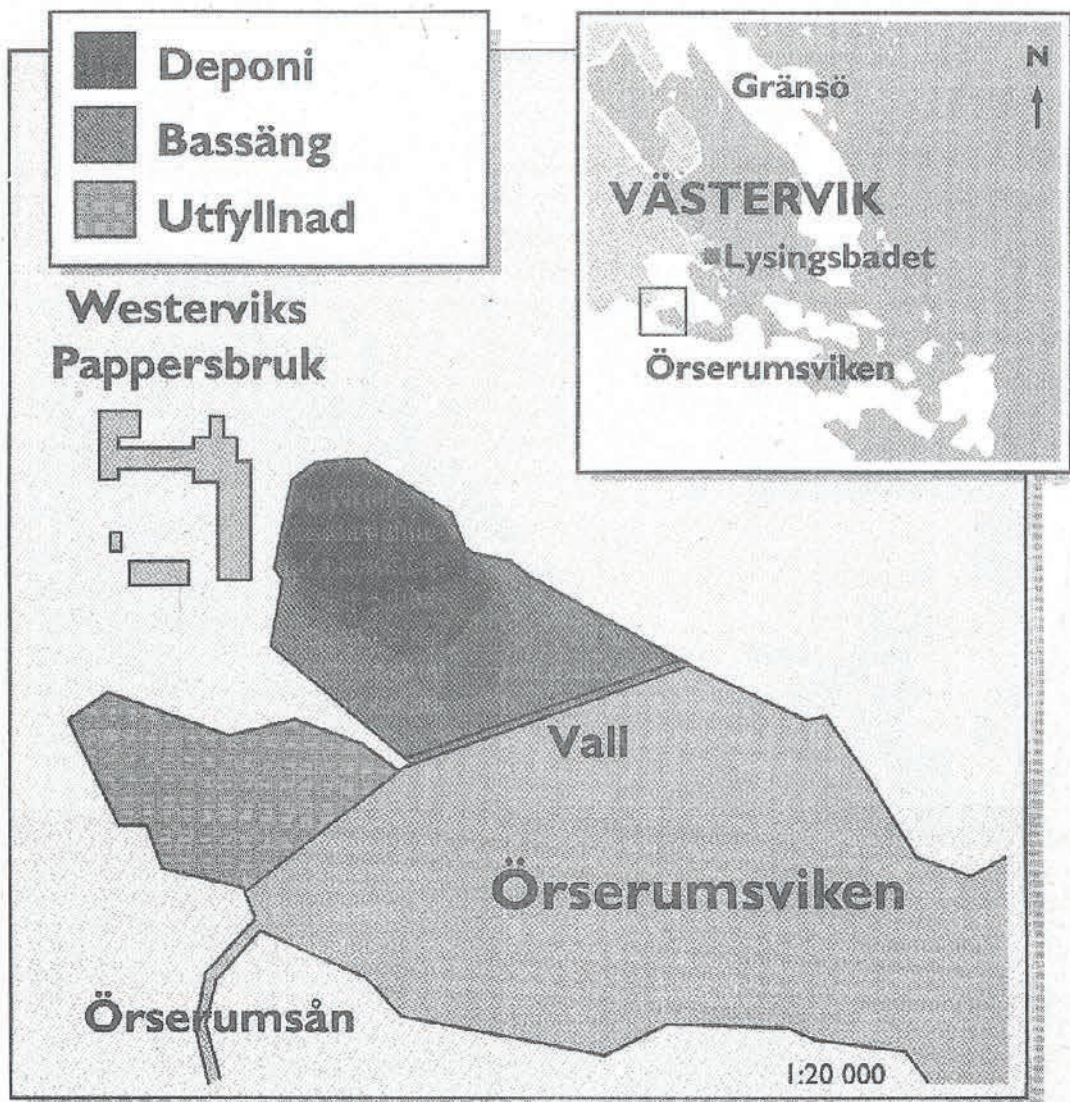 Deponi
Bassäng
Utfyllnad
N
Gränsö
VÄSTERVIK
Lysingsbadet
Örserumsviken
Westerviks
Pappersbruk
Vall
Örserumsviken
Örserumsån
1:20 000